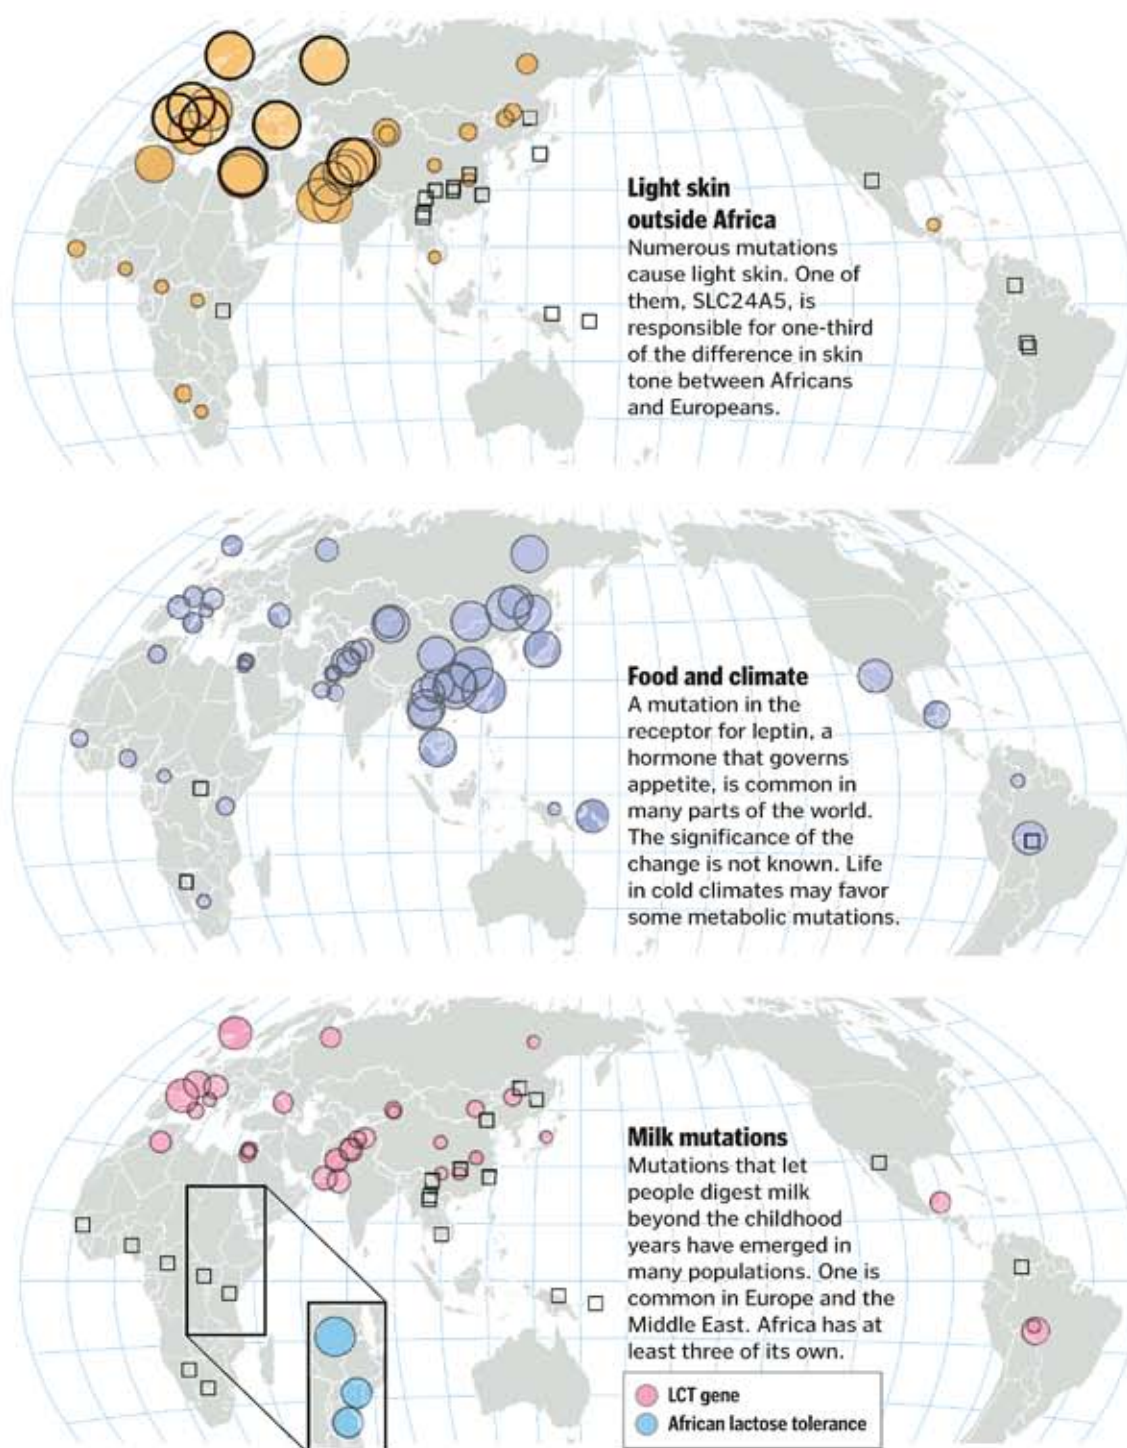 Light skin
outside Africa
Numerous mutations
cause light skin. One of
them, SLC24A5, is
responsible for one-third
of the difference in skin
tone between Africans
and Europeans.
Food and climate
A mutation in the
receptor for leptin, a
hormone that governs
appetite, is common in
many parts of the world.
The significance of the
change is not known. Life
in cold climates may favor
some metabolic mutations.
Milk mutations
Mutations that let
people digest milk
beyond the childhood
years have emerged in
many populations. One is
common in Europe and the
Middle East. Africa has at
least three of its own.
LCT gene
African lactose tolerance